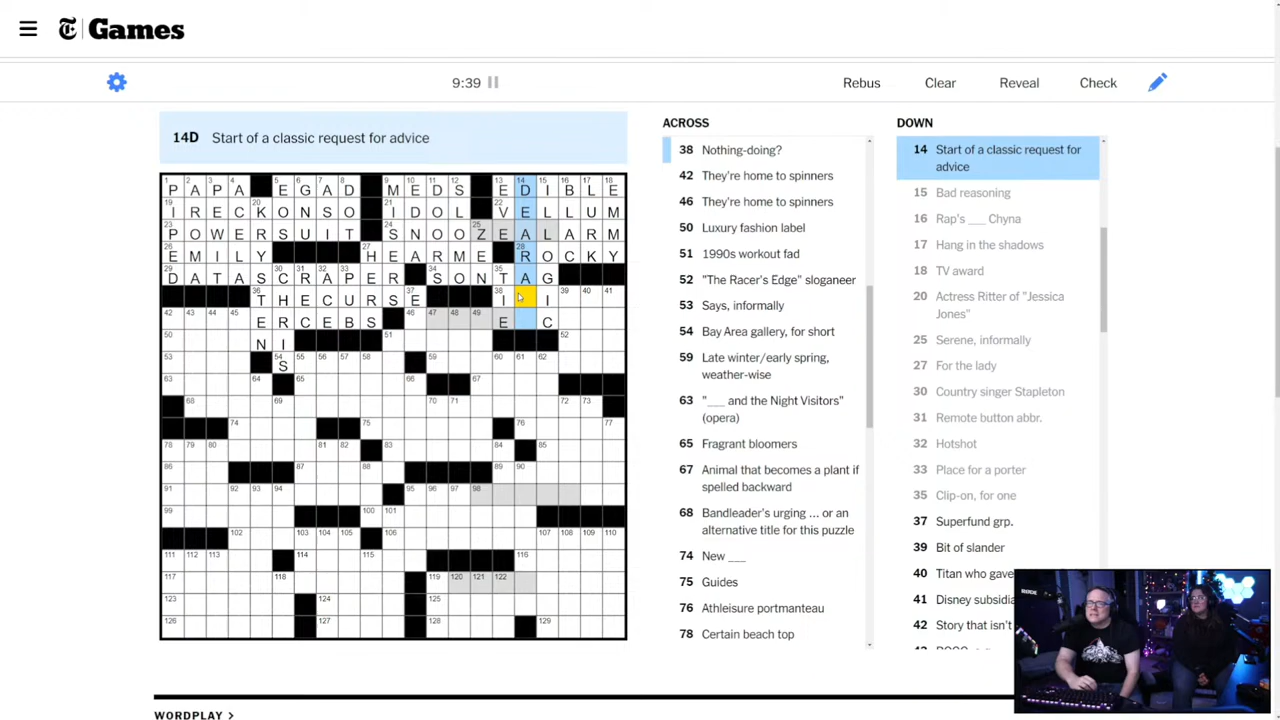 Games
9:39
Rebus
Clear
Reveal
Check
14D Start of a classic request for advice
P A P A E G A D M E D S E D I B L E
I R E C K O N S O I D O L V E L L U M
P O W E R S U I T S N O O Z E A L A R M
E M I L Y H E A R M E R O C K Y
D A T A S C R A P E R S O N T A G
T H E C U R S E I I
E R C E B S E C
N I
S
ACROSS
38 Nothing-doing?
42 They're home to spinners
46 They're home to spinners
50 Luxury fashion label
51 1990s workout fad
52 "The Racer's Edge" sloganeer
53 Says, informally
54 Bay Area gallery, for short
59 Late winter/early spring,
weather-wise
63 "___ and the Night Visitors"
(opera)
65 Fragrant bloomers
67 Animal that becomes a plant if
spelled backward
68 Bandleader's urging ... or an
alternative title for this puzzle
74 New ___
75 Guides
76 Athleisure portmanteau
78 Certain beach top
DOWN
14 Start of a classic request for
advice
15 Bad reasoning
16 Rap's ___ Chyna
17 Hang in the shadows
18 TV award
20 Actress Ritter of "Jessica
Jones"
25 Serene, informally
27 For the lady
30 Country singer Stapleton
31 Remote button abbr.
32 Hotshot
33 Place for a porter
35 Clip-on, for one
37 Superfund grp.
39 Bit of slander
40 Titan who gave
41 Disney subsidia
42 Story that isn't
WORDPLAY >